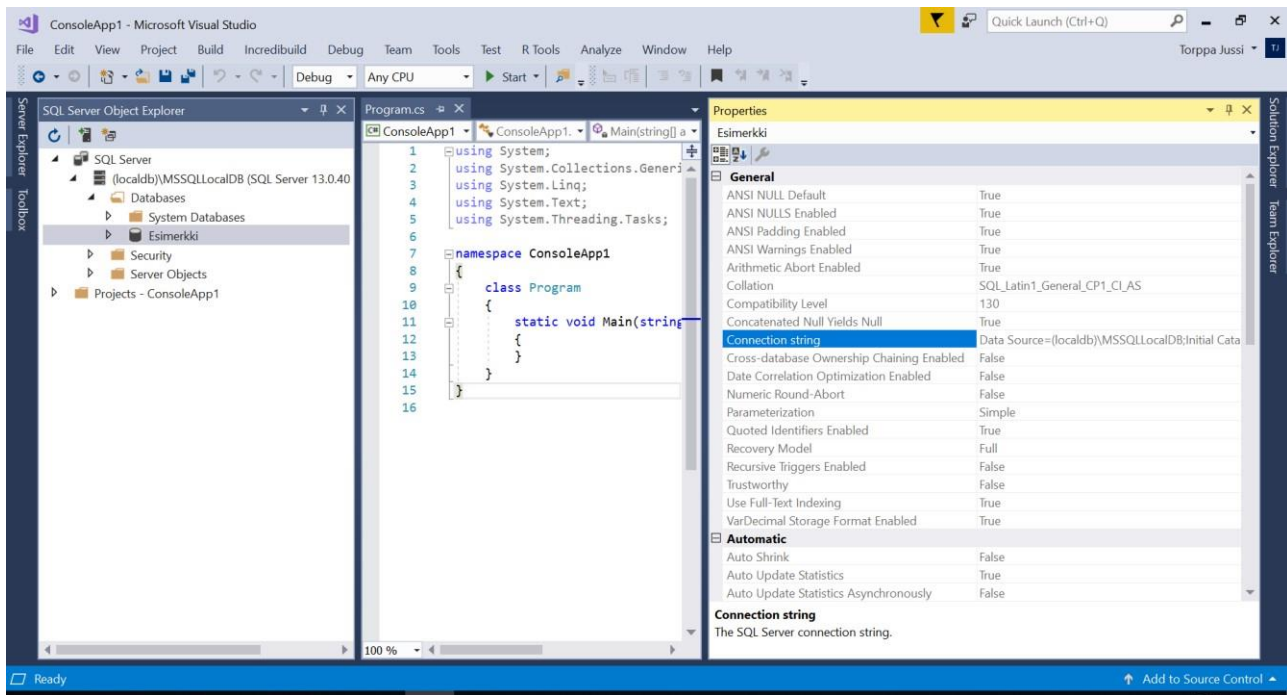 ConsoleApp1 - Microsoft Visual Studio
Quick Launch (Ctrl+Q)
File Edit View Project Build Incredibuild Debug Team Tools Test R Tools Analyze Window Help
Torppa Jussi
TJ
Debug Any CPU Start
Server Explorer
Toolbox
SQL Server Object Explorer
SQL Server
(localdb)\MSSQLLocalDB (SQL Server 13.0.40
Databases
System Databases
Esimerkki
Security
Server Objects
Projects - ConsoleApp1
Program.cs
ConsoleApp1 ConsoleApp1. Main(string[] a
1 using System;
2 using System.Collections.Generi
3 using System.Linq;
4 using System.Text;
5 using System.Threading.Tasks;
6
7 namespace ConsoleApp1
8 {
9 class Program
10 {
11 static void Main(string
12 {
13 }
14 }
15 }
16
100 %
Properties
Esimerkki
General
ANSI NULL Default True
ANSI NULLS Enabled True
ANSI Padding Enabled True
ANSI Warnings Enabled True
Arithmetic Abort Enabled True
Collation SQL_Latin1_General_CP1_CI_AS
Compatibility Level 130
Concatenated Null Yields Null True
Connection string Data Source=(localdb)\MSSQLLocalDB;Initial Cata
Cross-database Ownership Chaining Enabled False
Date Correlation Optimization Enabled False
Numeric Round-Abort False
Parameterization Simple
Quoted Identifiers Enabled True
Recovery Model Full
Recursive Triggers Enabled False
Trustworthy False
Use Full-Text Indexing True
VarDecimal Storage Format Enabled True
Automatic
Auto Shrink False
Auto Update Statistics True
Auto Update Statistics Asynchronously False
Connection string
The SQL Server connection string.
Solution Explorer
Team Explorer
Ready
Add to Source Control